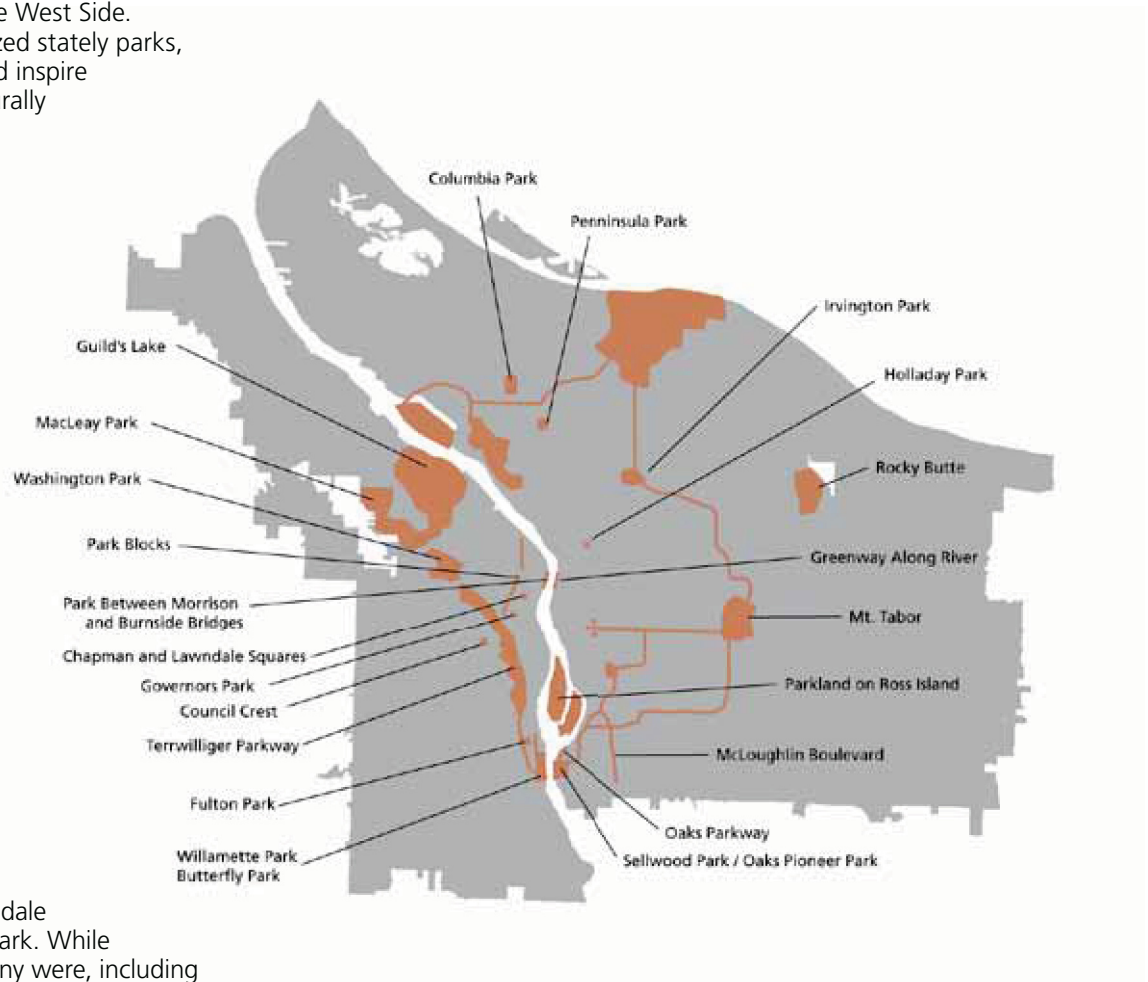 e West Side.
zed stately parks,
d inspire
rally
Columbia Park
Penninsula Park
Irvington Park
Guild's Lake
Holladay Park
MacLeay Park
Rocky Butte
Washington Park
Park Blocks
Greenway Along River
Park Between Morrison
and Burnside Bridges
Mt. Tabor
Chapman and Lawndale Squares
Governors Park
Parkland on Ross Island
Council Crest
Terrwilliger Parkway
McLoughlin Boulevard
Fulton Park
Oaks Parkway
Willamette Park
Butterfly Park
Sellwood Park / Oaks Pioneer Park
dale
ark. While
ny were, including